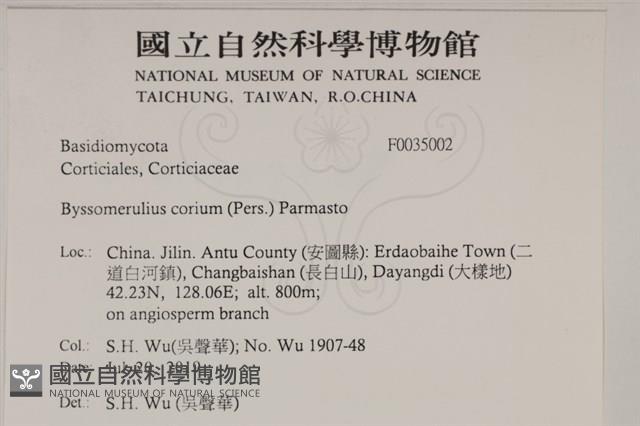 國立自然科學博物館
NATIONAL MUSEUM OF NATURAL SCIENCE
TAICHUNG, TAIWAN, R.O.CHINA
Basidiomycota F0035002
Corticiales, Corticiaceae
Byssomerulius corium (Pers.) Parmasto
Loc.: China. Jilin. Antu County (安圖縣): Erdaobaihe Town (二
道白河鎮), Changbaishan (長白山), Dayangdi (大樣地)
42.23N, 128.06E; alt. 800m;
on angiosperm branch
Col.: S.H. Wu(吳聲華); No. Wu 1907-48
Date:
國立自然科學博物館
NATIONAL MUSEUM OF NATURAL SCIENCE
Det.: S.H. Wu (吳聲華)